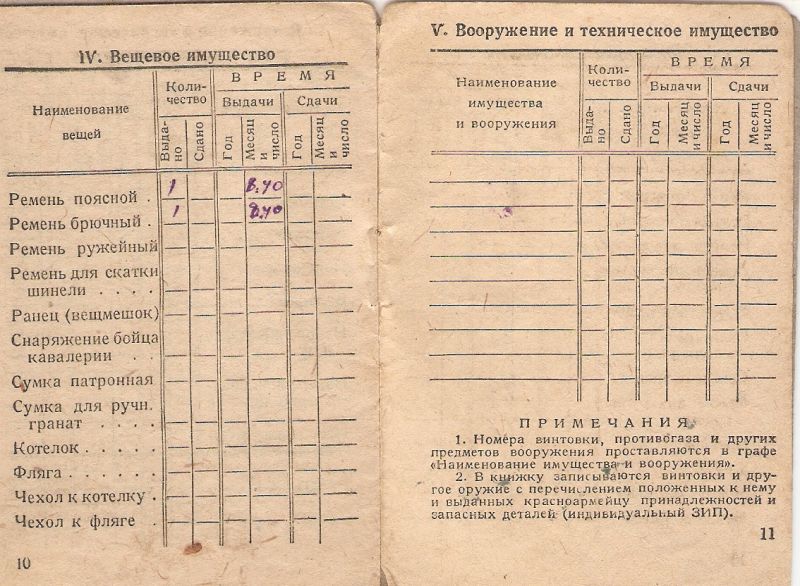 IV. Вещевое имущество
Наименование
вещей
Коли-
чество
ВРЕМЯ
Выдачи
Сдачи
Выда-
но
Сдано
Год
Месяц
и
число
Год
Месяц
и
число
Ремень поясной . 1 8.40
Ремень брючный . 1 8.40
Ремень ружейный
Ремень для скатки
шинели . . . .
Ранец (вещмешок)
Снаряжение бойца
кавалерии . .
Сумка патронная
Сумка для ручн.
гранат . . . .
Котелок . . . .
Фляга . . . . .
Чехол к котелку .
Чехол к фляге .
10
V. Вооружение и техническое имущество
Наименование
имущества
и вооружения
Коли-
чество
ВРЕМЯ
Выдачи
Сдачи
Выда-
но
Сдано
Год
Месяц
и число
Год
Месяц
и число
ПРИМЕЧАНИЯ
1. Номера винтовки, противогаза и других
предметов вооружения проставляются в графе
«Наименование имущества и вооружения».
2. В книжку записываются винтовки и дру-
гое оружие с перечислением положенных к нему
и выданных красноармейцу принадлежностей и
запасных деталей (индивидуальный ЗИП).
11